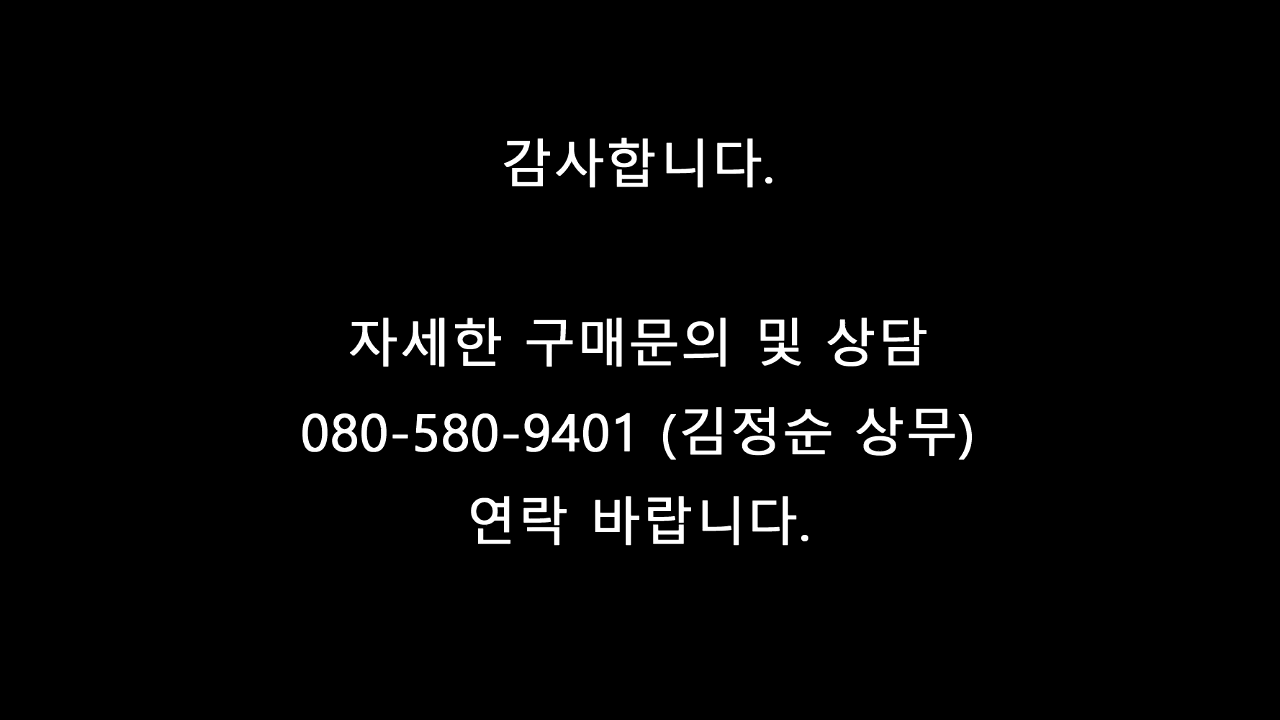 감사합니다.
자세한 구매문의 및 상담
080-580-9401 (김정순 상무)
연락 바랍니다.